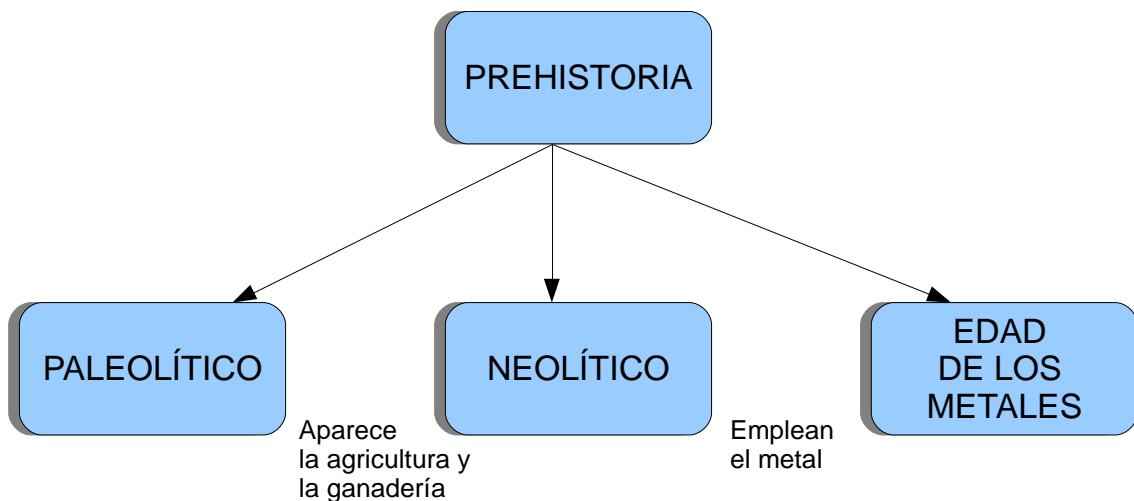 PREHISTORIA
PALEOLÍTICO
NEOLÍTICO
EDAD
DE LOS
METALES
Aparece
la agricultura y
la ganadería
Emplean
el metal